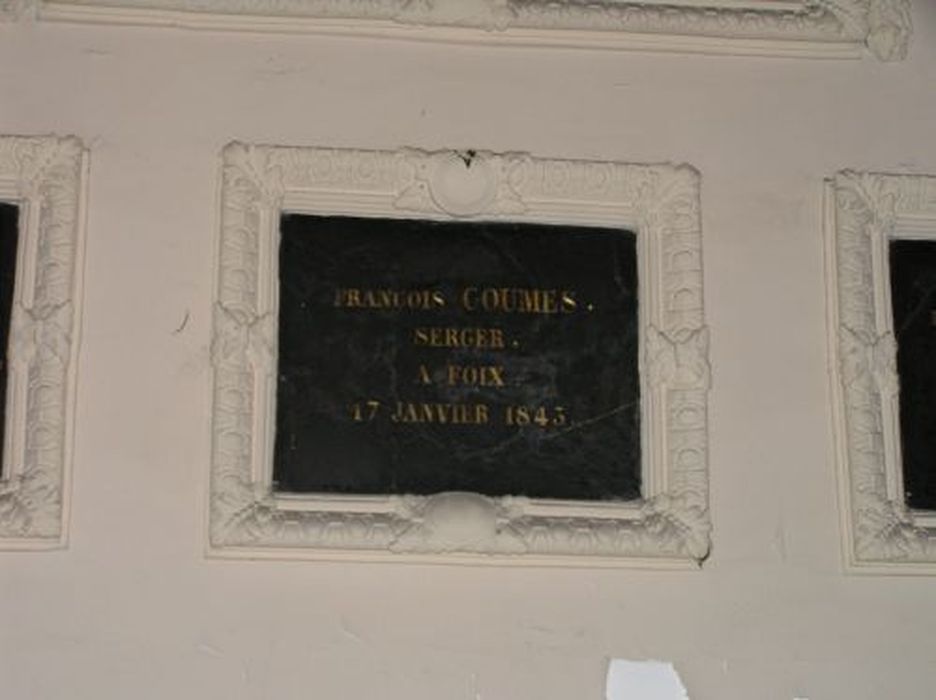 FRANCOIS COUMES.
SERGER.
A FOIX.
17 JANVIER 1843